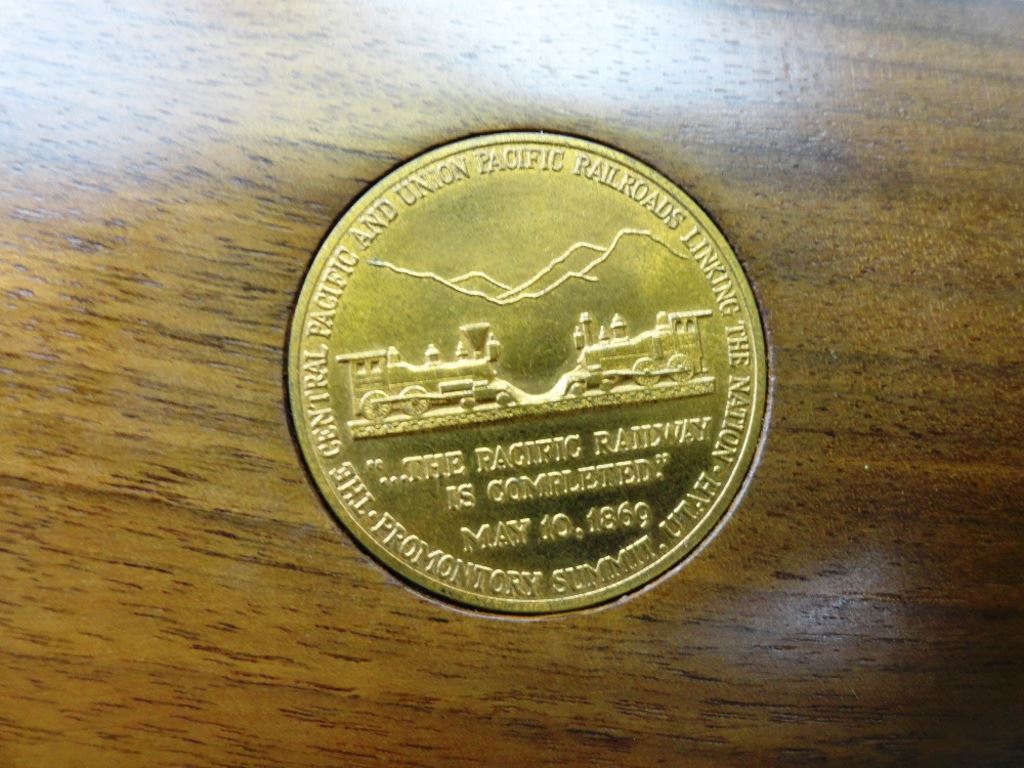 THE CENTRAL PACIFIC AND UNION PACIFIC RAILROADS LINKING THE NATION
"...THE PACIFIC RAILWAY
IS COMPLETED"
MAY 10, 1869
· PROMONTORY SUMMIT, UTAH ·